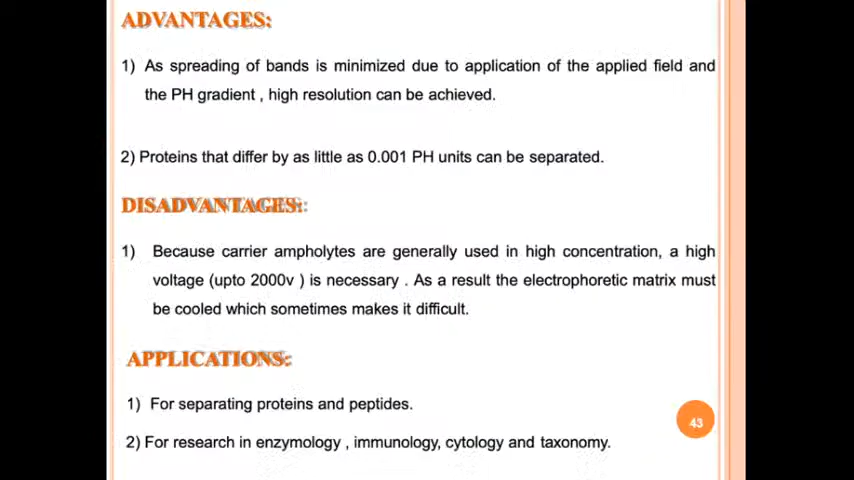 ADVANTAGES:
1) As spreading of bands is minimized due to application of the applied field and
the PH gradient , high resolution can be achieved.
2) Proteins that differ by as little as 0.001 PH units can be separated.
DISADVANTAGES::
1) Because carrier ampholytes are generally used in high concentration, a high
voltage (upto 2000v ) is necessary . As a result the electrophoretic matrix must
be cooled which sometimes makes it difficult.
APPLICATIONS:
1) For separating proteins and peptides.
43
2) For research in enzymology , immunology, cytology and taxonomy.